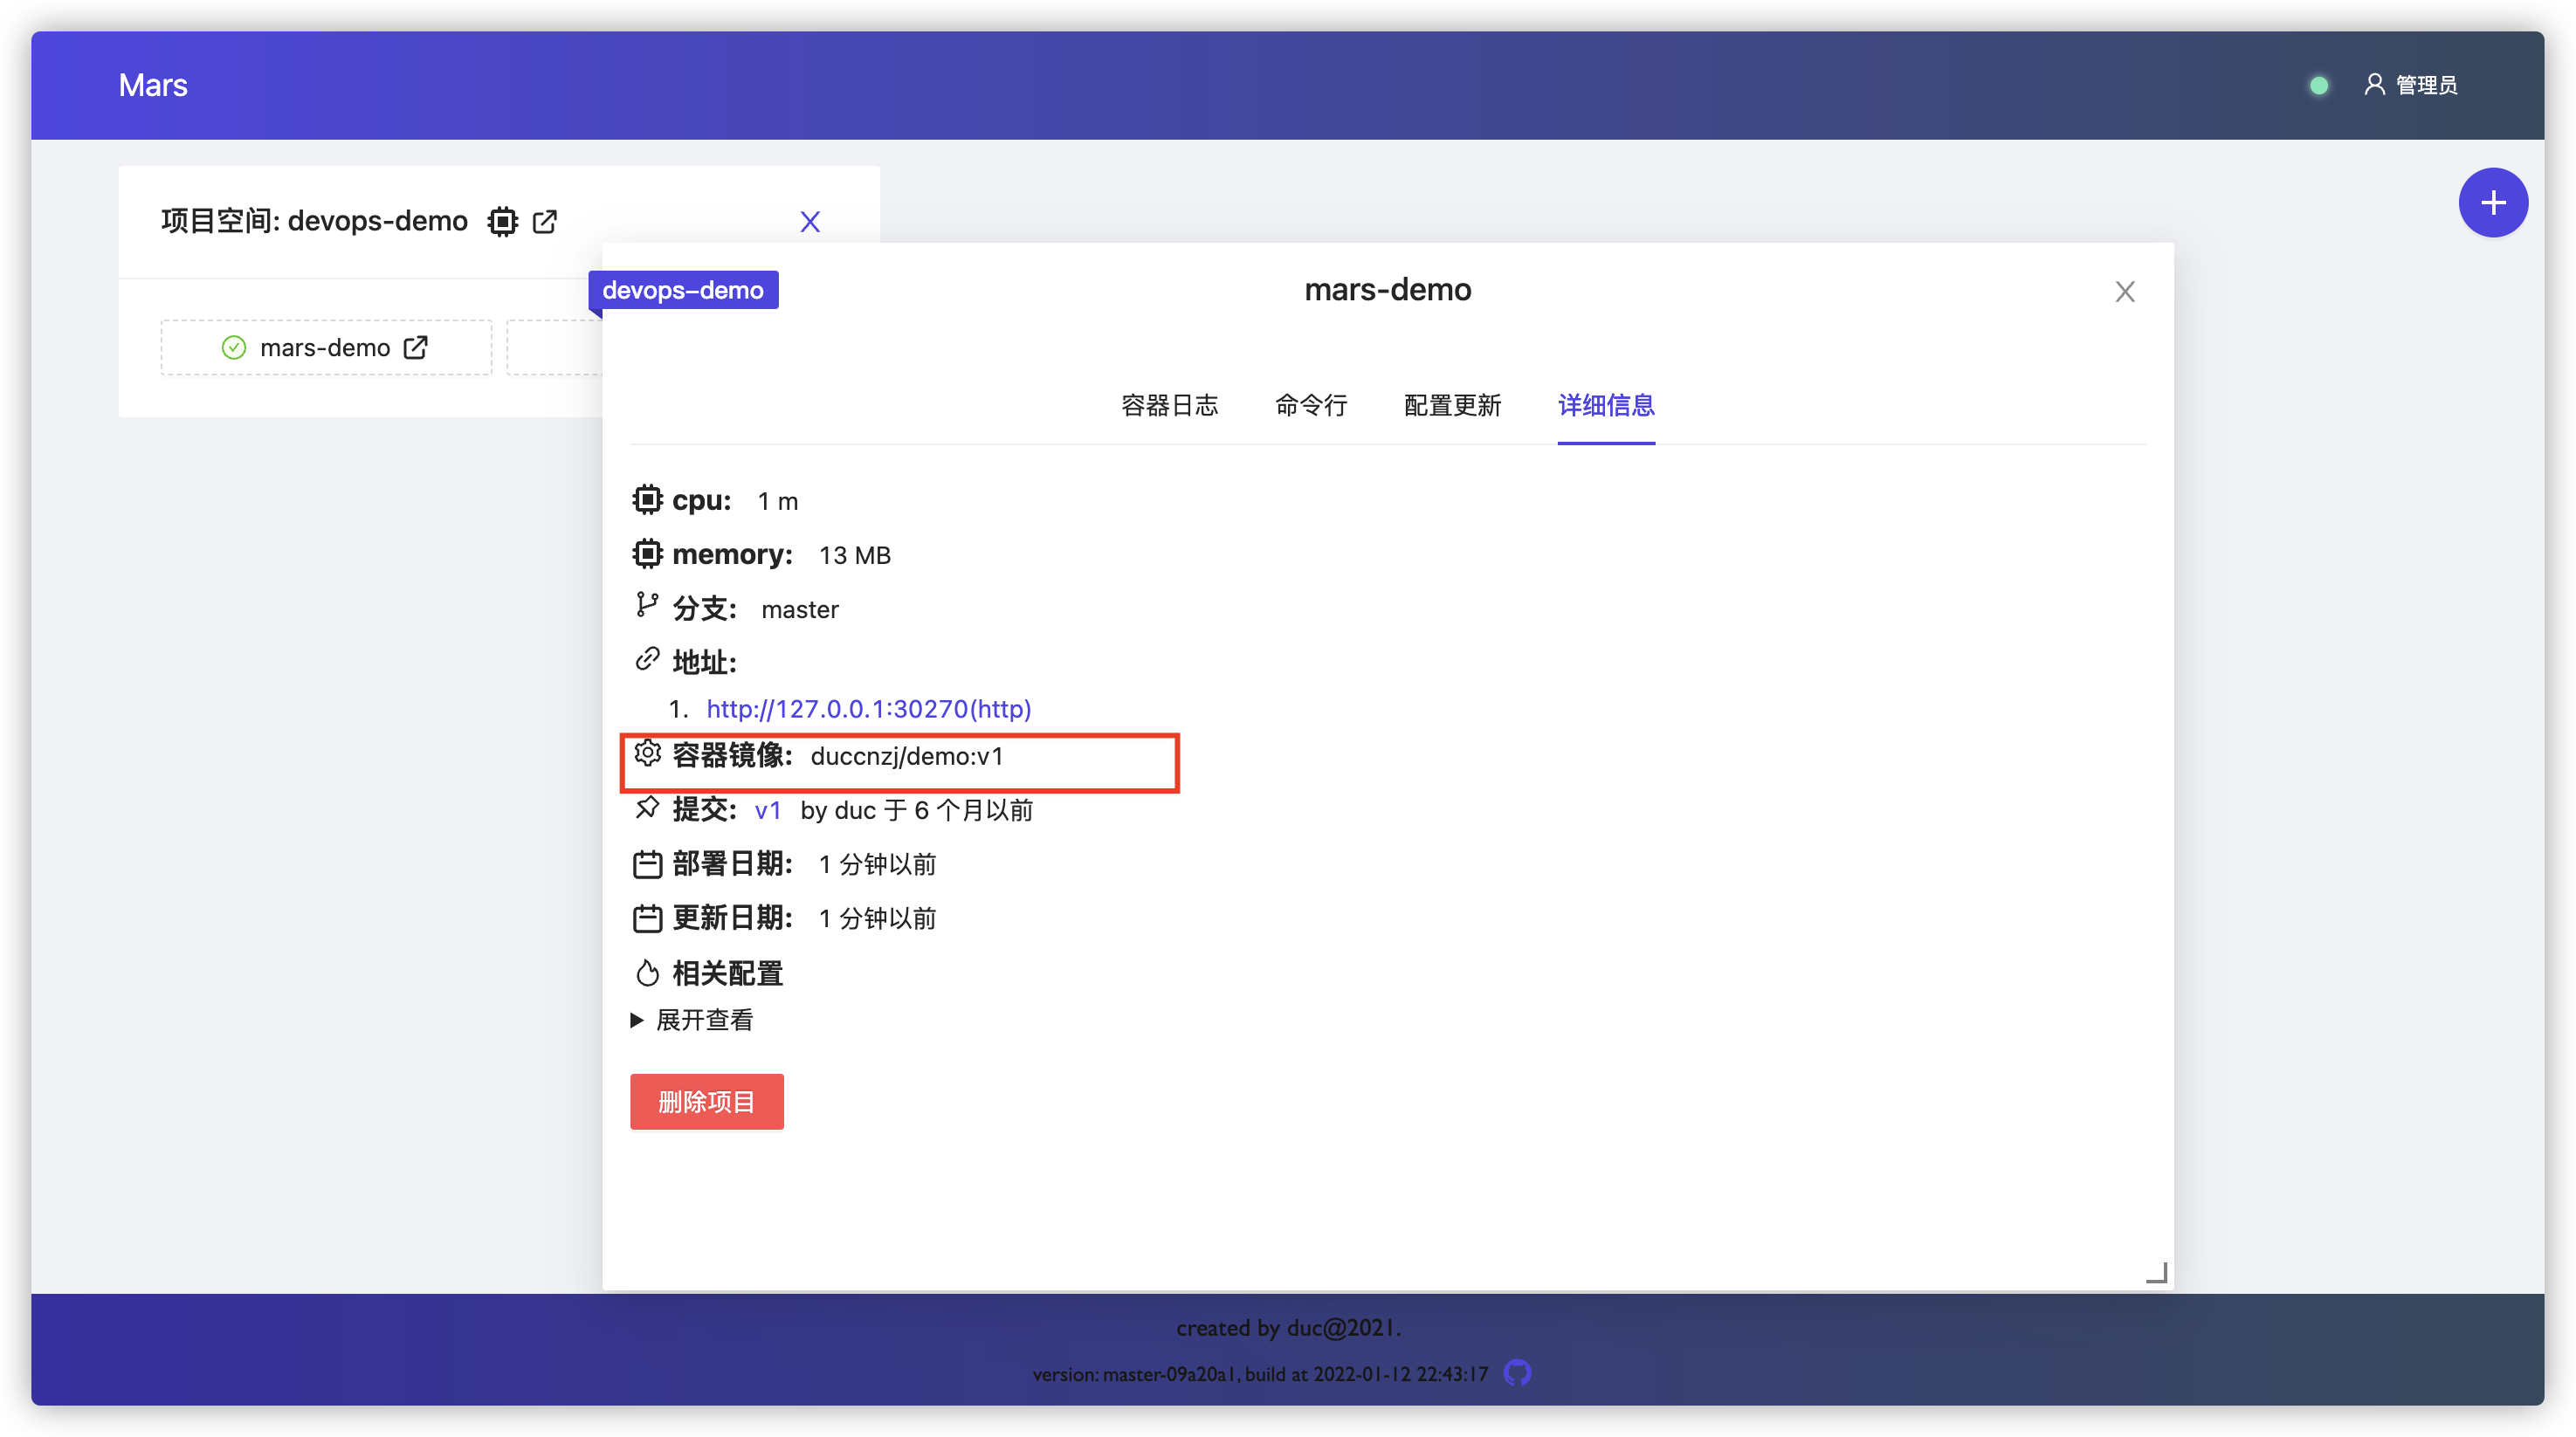 Mars
管理员
项目空间: devops-demo
X
devops-demo
mars-demo
mars-demo
容器日志 命令行 配置更新 详细信息
cpu: 1 m
memory: 13 MB
分支: master
地址:
1. http://127.0.0.1:30270(http)
容器镜像: duccnzj/demo:v1
提交: v1 by duc 于 6 个月以前
部署日期: 1 分钟以前
更新日期: 1 分钟以前
相关配置
展开查看
删除项目
created by duc@2021.
version: master-09a20a1, build at 2022-01-12 22:43:17